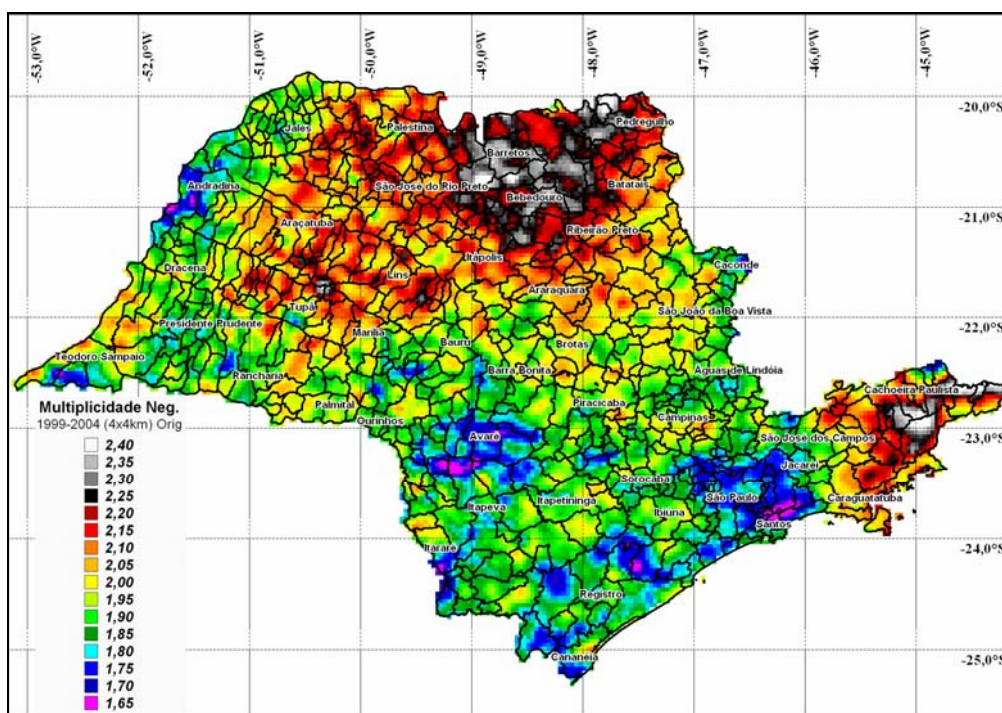 -53,0°W
-52,0°W
-51,0°W
-50,0°W
-49,0°W
-48,0°W
-47,0°W
-46,0°W
-45,0°W
-20,0°S
-21,0°S
-22,0°S
-23,0°S
-24,0°S
-25,0°S
Pedregulho
Jales
Palestina
Barretos
Andradina
São José do Rio Preto
Bebedouro
Batatais
Araçatuba
Ribeirão Preto
Itapolis
Dracena
Lins
Caconde
Araraquara
Tupã
São João da Boa Vista
Presidente Prudente
Marília
Bauru
Brotas
Teodoro Sampaio
Rancharia
Barra Bonita
Águas de Lindóia
Cachoeira Paulista
Palmital
Piracicaba
Ourinhos
Campinas
Avaré
São José dos Campos
Jacareí
Sorocaba
São Paulo
Caraguatatuba
Itapeva
Itapetininga
Ibiuna
Santos
Itararé
Registro
Cananeia
Multiplicidade Neg.
1999-2004 (4x4km) Orig
2,40
2,35
2,30
2,25
2,20
2,15
2,10
2,05
2,00
1,95
1,90
1,85
1,80
1,75
1,70
1,65